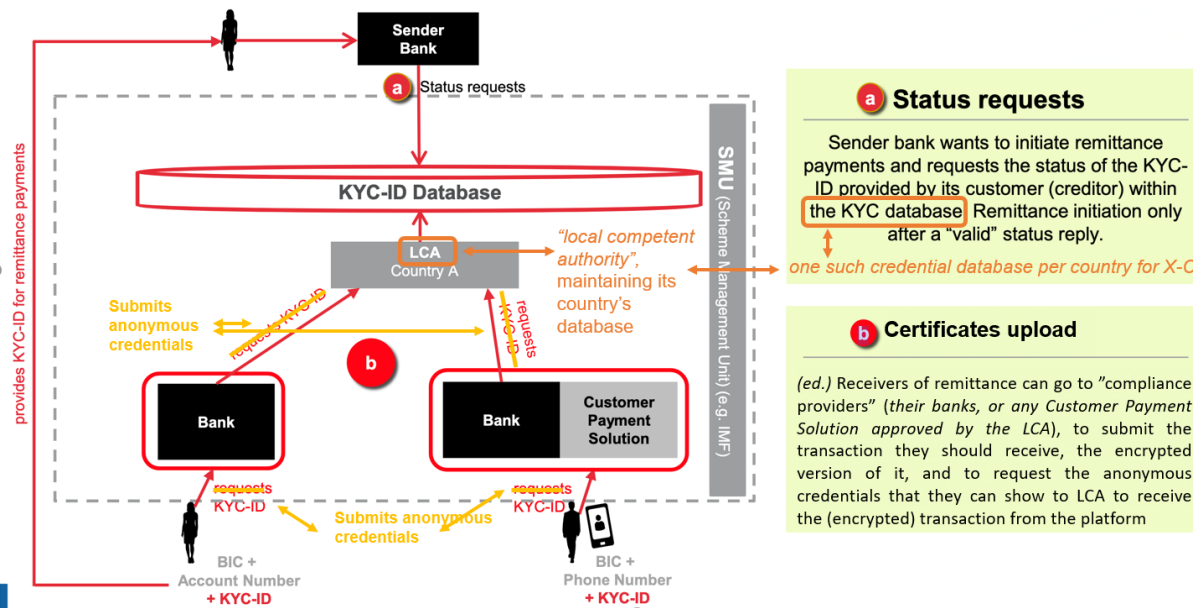 Sender
Bank
a
Status requests
provides KYC-ID for remittance payments
KYC-ID Database
LCA
Country A
"local competent
authority",
maintaining its
country's
database
SMU (Scheme Management Unit) (e.g. IMF)
Submits
anonymous
credentials
requests KYC-ID
requests
KYC-ID
b
Bank
Bank
Customer
Payment
Solution
requests
KYC-ID
requests
KYC-ID
Submits anonymous
credentials
BIC +
Account Number
+ KYC-ID
BIC +
Phone Number
+ KYC-ID
a Status requests
Sender bank wants to initiate remittance
payments and requests the status of the KYC-
ID provided by its customer (creditor) within
the KYC database Remittance initiation only
after a "valid" status reply.
one such credential database per country for X-C
b Certificates upload
(ed.) Receivers of remittance can go to "compliance
providers" (their banks, or any Customer Payment
Solution approved by the LCA), to submit the
transaction they should receive, the encrypted
version of it, and to request the anonymous
credentials that they can show to LCA to receive
the (encrypted) transaction from the platform